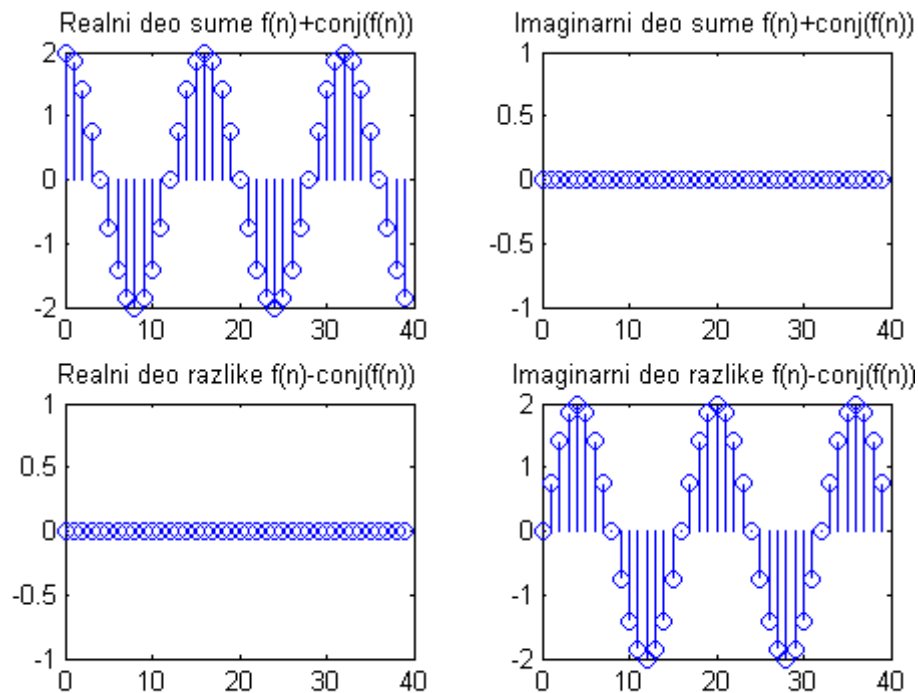 Realni deo sume f(n)+conj(f(n))
2
1
0
-1
-2
0 10 20 30 40
Imaginarni deo sume f(n)+conj(f(n))
1
0.5
0
-0.5
-1
0 10 20 30 40
Realni deo razlike f(n)-conj(f(n))
1
0.5
0
-0.5
-1
0 10 20 30 40
Imaginarni deo razlike f(n)-conj(f(n))
2
1
0
-1
-2
0 10 20 30 40